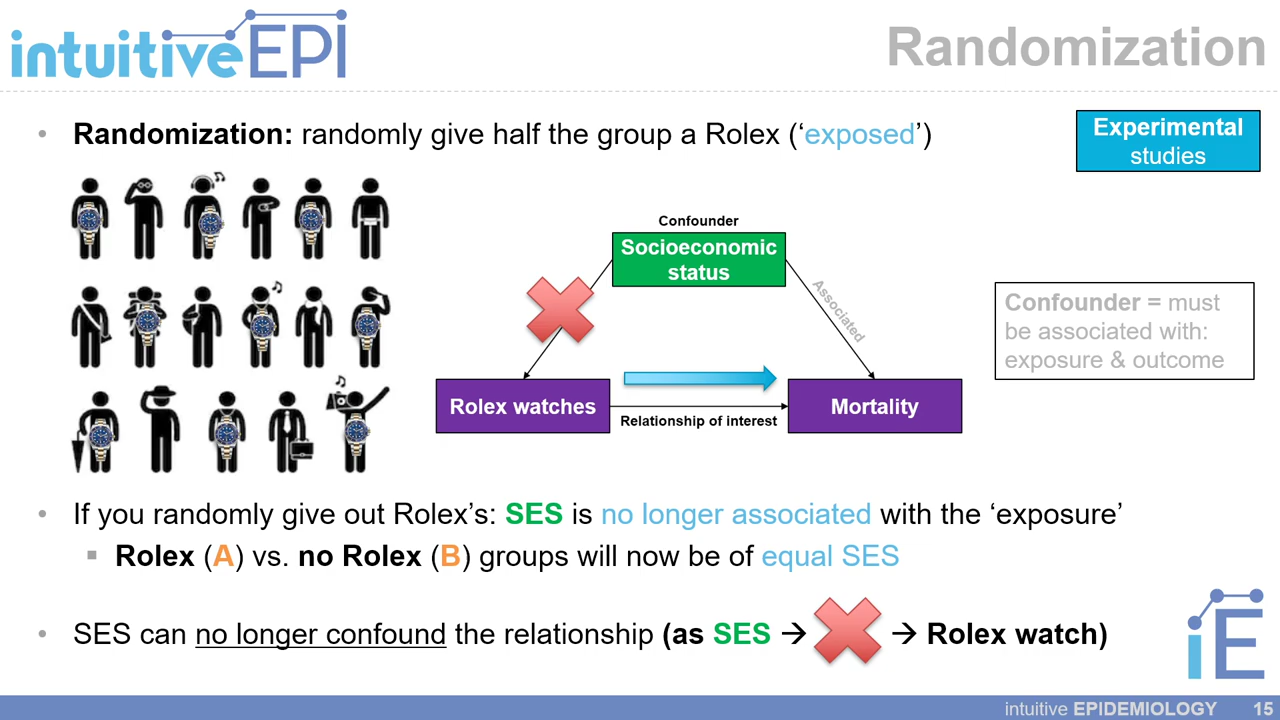 intuitiveEPI
Randomization
• Randomization: randomly give half the group a Rolex (‘exposed’)
Experimental
studies
Confounder
Socioeconomic
status
Associated
Confounder = must
be associated with:
exposure & outcome
Rolex watches
Relationship of interest
Mortality
• If you randomly give out Rolex’s: SES is no longer associated with the ‘exposure’
▪ Rolex (A) vs. no Rolex (B) groups will now be of equal SES
• SES can no longer confound the relationship (as SES → → Rolex watch)
iE
intuitive EPIDEMIOLOGY 15